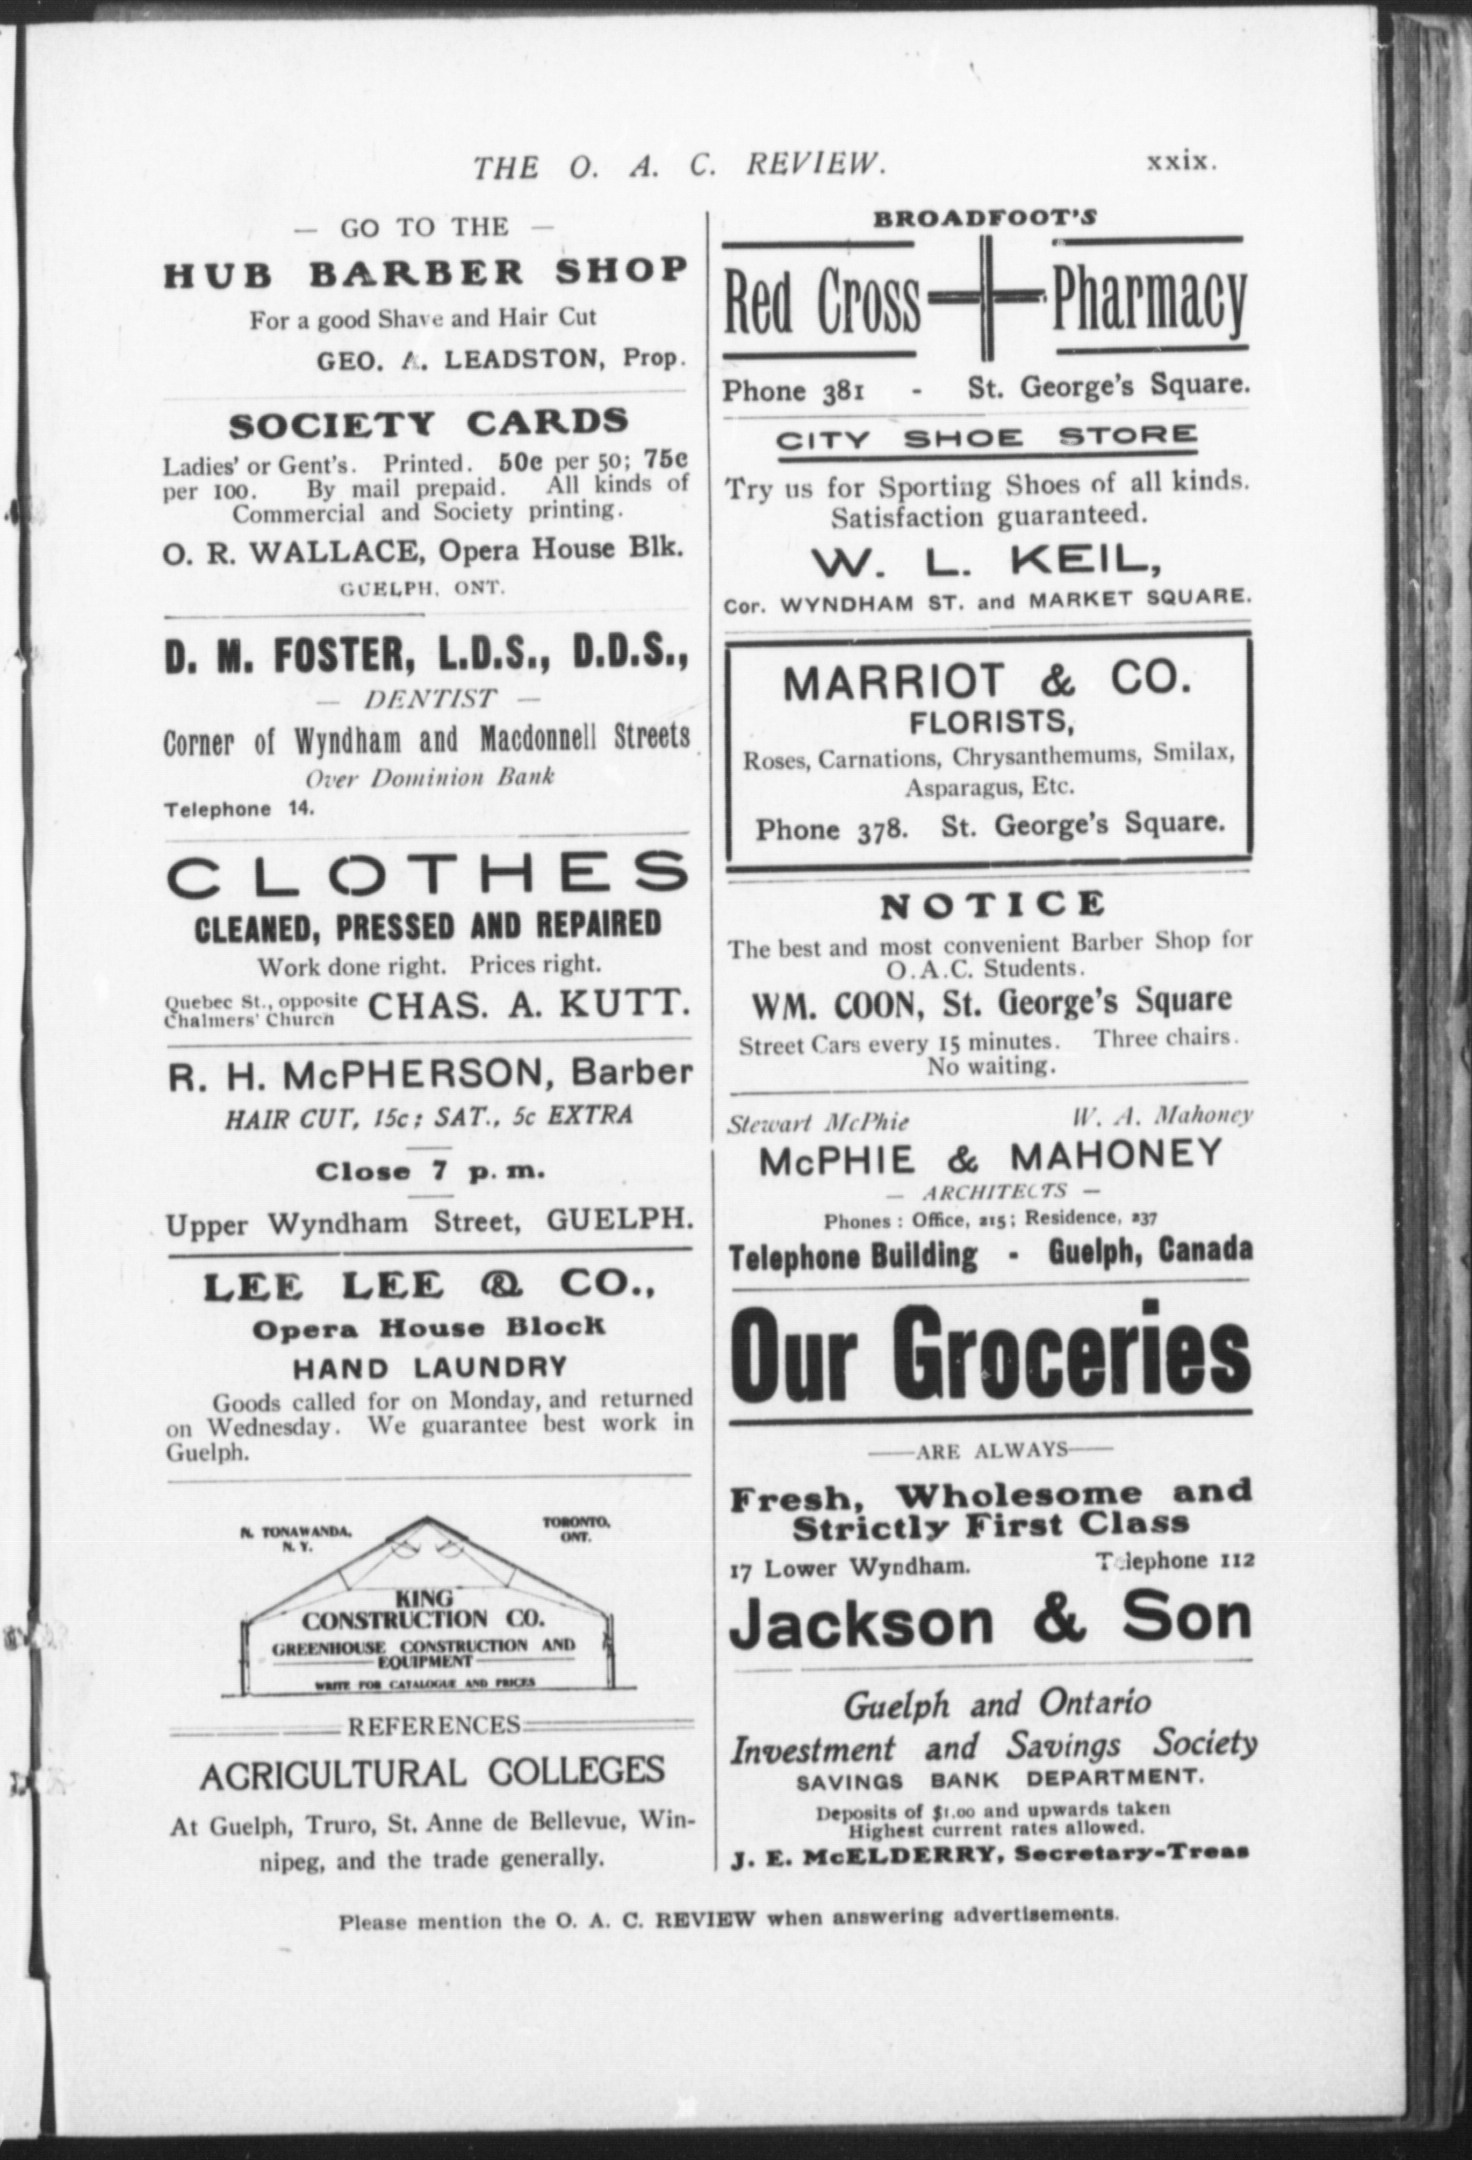 THE O. A. C. REVIEW. xxix.
— GO TO THE —
HUB BARBER SHOP
For a good Shave and Hair Cut
GEO. A. LEADSTON, Prop.
SOCIETY CARDS
Ladies' or Gent's. Printed. 50c per 50; 75c
per 100. By mail prepaid. All kinds of
Commercial and Society printing.
O. R. WALLACE, Opera House Blk.
GUELPH, ONT.
D. M. FOSTER, L.D.S., D.D.S.,
— DENTIST —
Corner of Wyndham and Macdonnell Streets
Over Dominion Bank
Telephone 14.
CLOTHES
CLEANED, PRESSED AND REPAIRED
Work done right. Prices right.
Quebec St., opposite
Chalmers' Church CHAS. A. KUTT.
R. H. McPHERSON, Barber
HAIR CUT, 15c; SAT., 5c EXTRA
Close 7 p. m.
Upper Wyndham Street, GUELPH.
LEE LEE & CO.,
Opera House Block
HAND LAUNDRY
Goods called for on Monday, and returned
on Wednesday. We guarantee best work in
Guelph.
N. TONAWANDA,
N. Y.
TORONTO,
ONT.
KING
CONSTRUCTION CO.
GREENHOUSE CONSTRUCTION AND
EQUIPMENT
WRITE FOR CATALOGUE AND PRICES
REFERENCES
AGRICULTURAL COLLEGES
At Guelph, Truro, St. Anne de Bellevue, Win-
nipeg, and the trade generally.
BROADFOOT'S
Red Cross Pharmacy
Phone 381 - St. George's Square.
CITY SHOE STORE
Try us for Sporting Shoes of all kinds.
Satisfaction guaranteed.
W. L. KEIL,
Cor. WYNDHAM ST. and MARKET SQUARE.
MARRIOT & CO.
FLORISTS,
Roses, Carnations, Chrysanthemums, Smilax,
Asparagus, Etc.
Phone 378. St. George's Square.
NOTICE
The best and most convenient Barber Shop for
O.A.C. Students.
WM. COON, St. George's Square
Street Cars every 15 minutes. Three chairs.
No waiting.
Stewart McPhie W. A. Mahoney
McPHIE & MAHONEY
— ARCHITECTS —
Phones : Office, 215; Residence, 237
Telephone Building - Guelph, Canada
Our Groceries
——ARE ALWAYS——
Fresh, Wholesome and
Strictly First Class
17 Lower Wyndham. Telephone 112
Jackson & Son
Guelph and Ontario
Investment and Savings Society
SAVINGS BANK DEPARTMENT.
Deposits of $1.00 and upwards taken
Highest current rates allowed.
J. E. McELDERRY, Secretary-Treas
Please mention the O. A. C. REVIEW when answering advertisements.